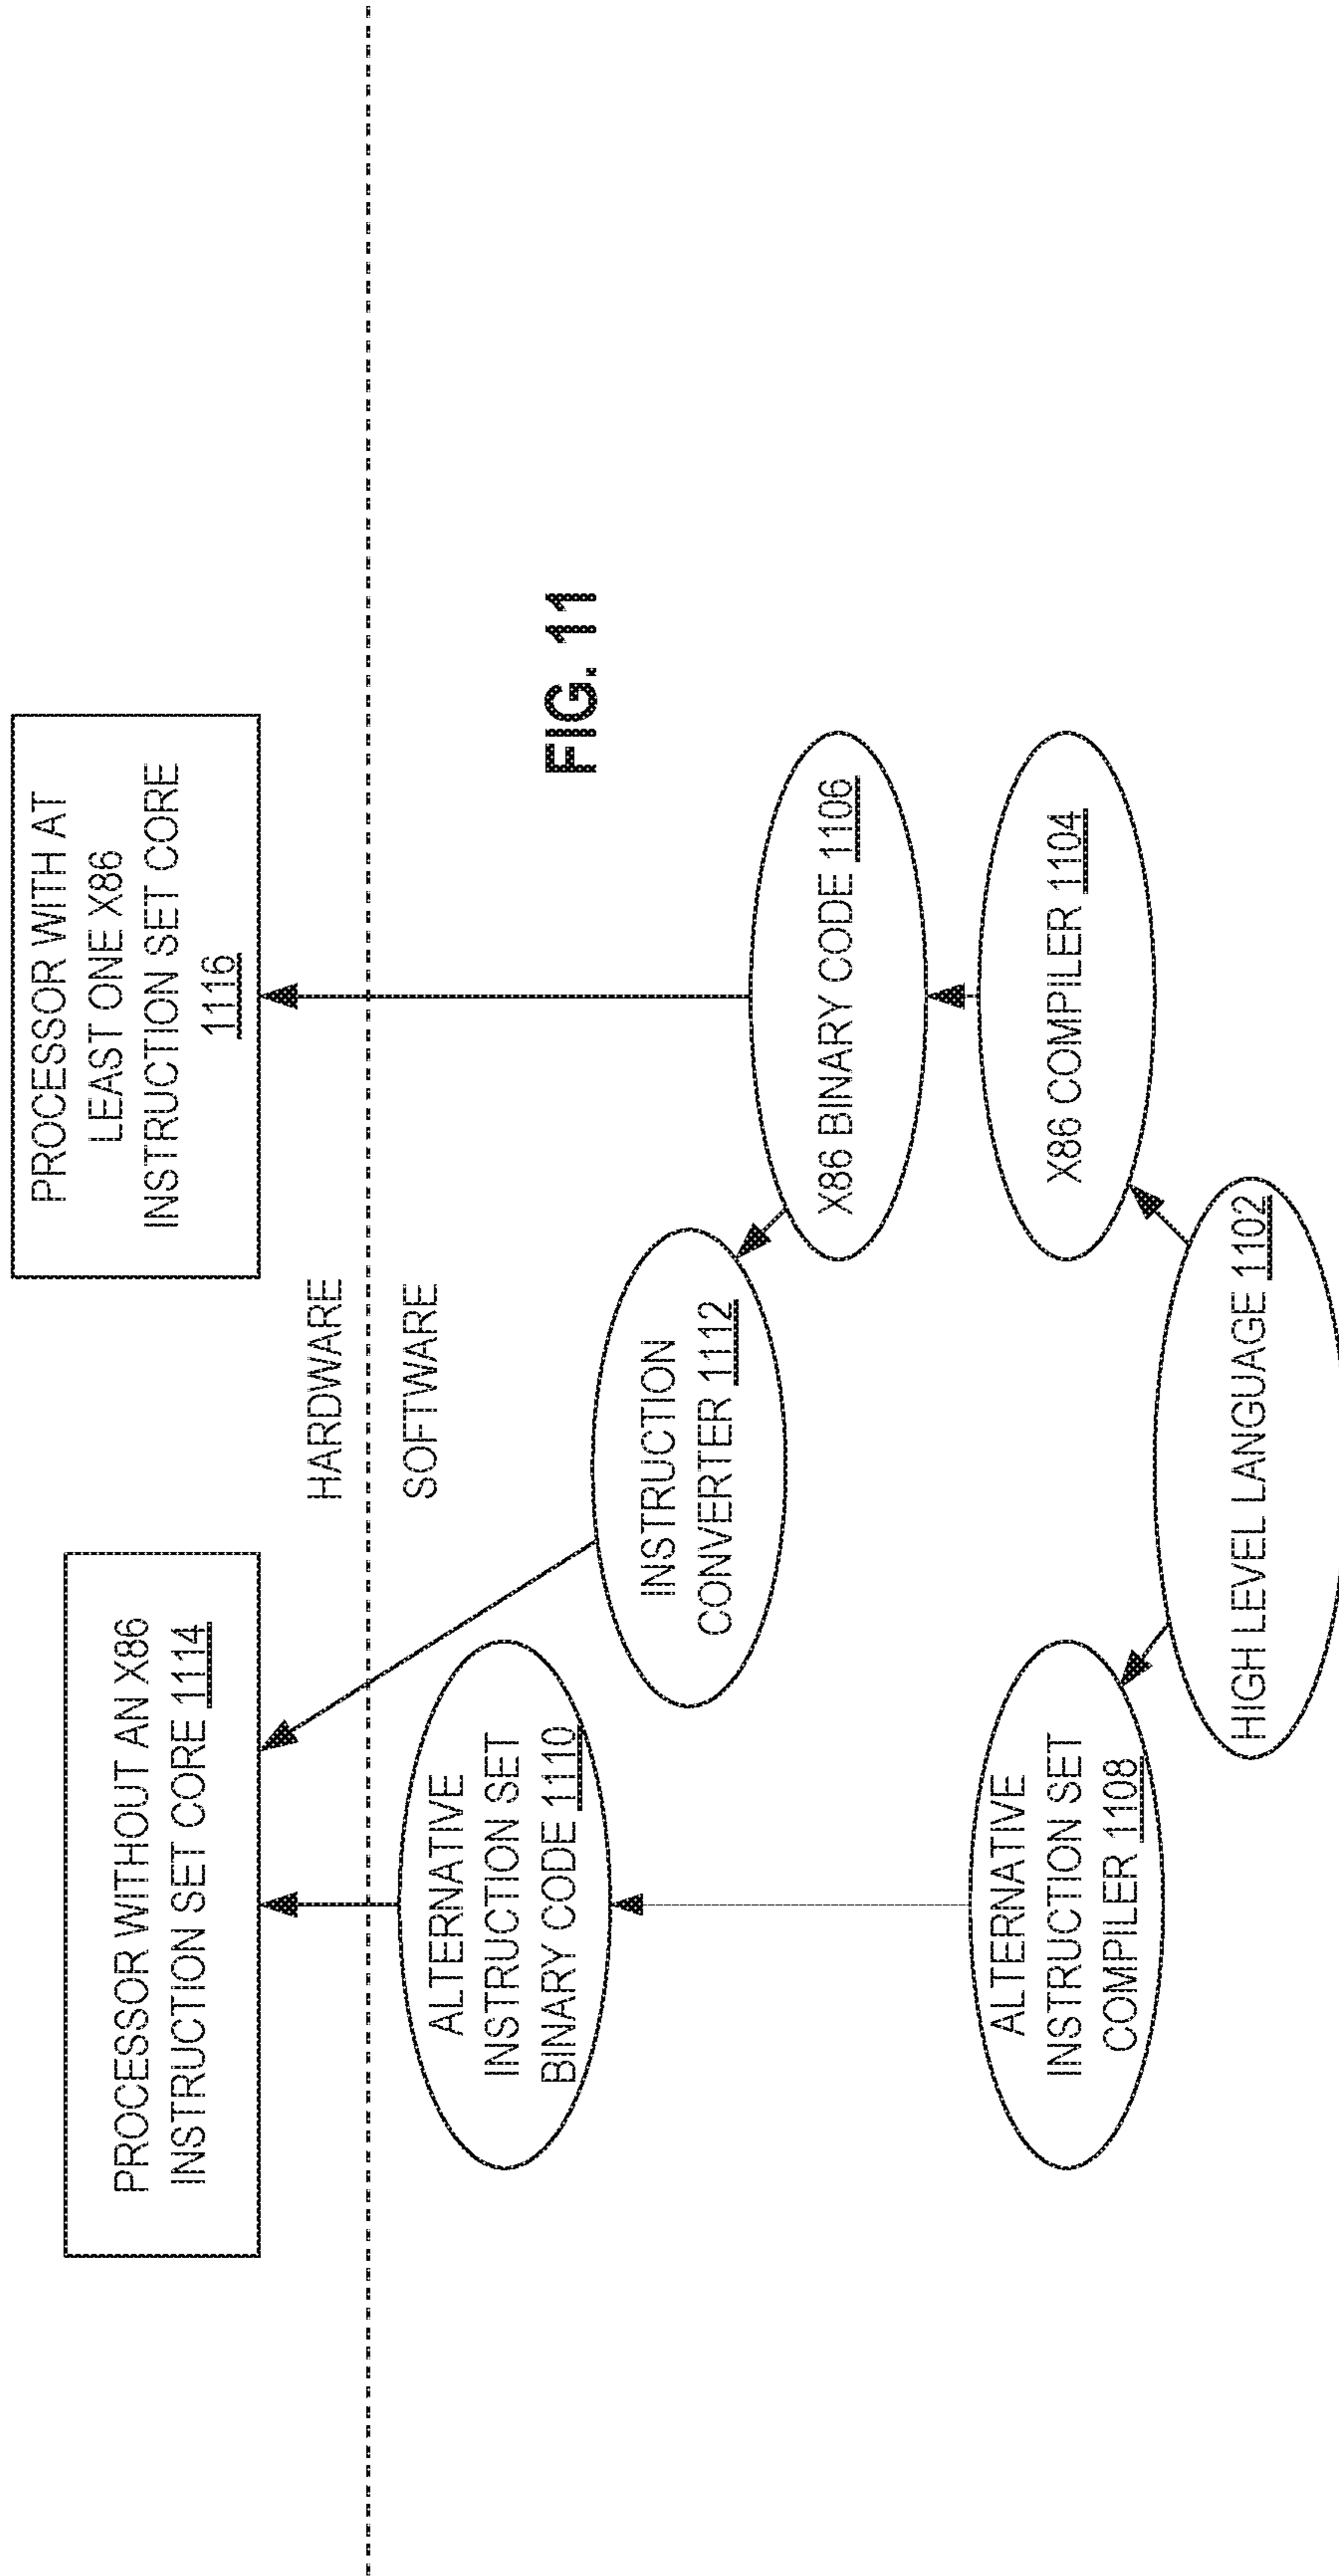 PROCESSOR WITHOUT AN X86
INSTRUCTION SET CORE 1114
PROCESSOR WITH AT
LEAST ONE X86
INSTRUCTION SET CORE
1116
HARDWARE
SOFTWARE
ALTERNATIVE
INSTRUCTION SET
BINARY CODE 1110
INSTRUCTION
CONVERTER 1112
FIG. 11
X86 BINARY CODE 1106
ALTERNATIVE
INSTRUCTION SET
COMPILER 1108
X86 COMPILER 1104
HIGH LEVEL LANGUAGE 1102